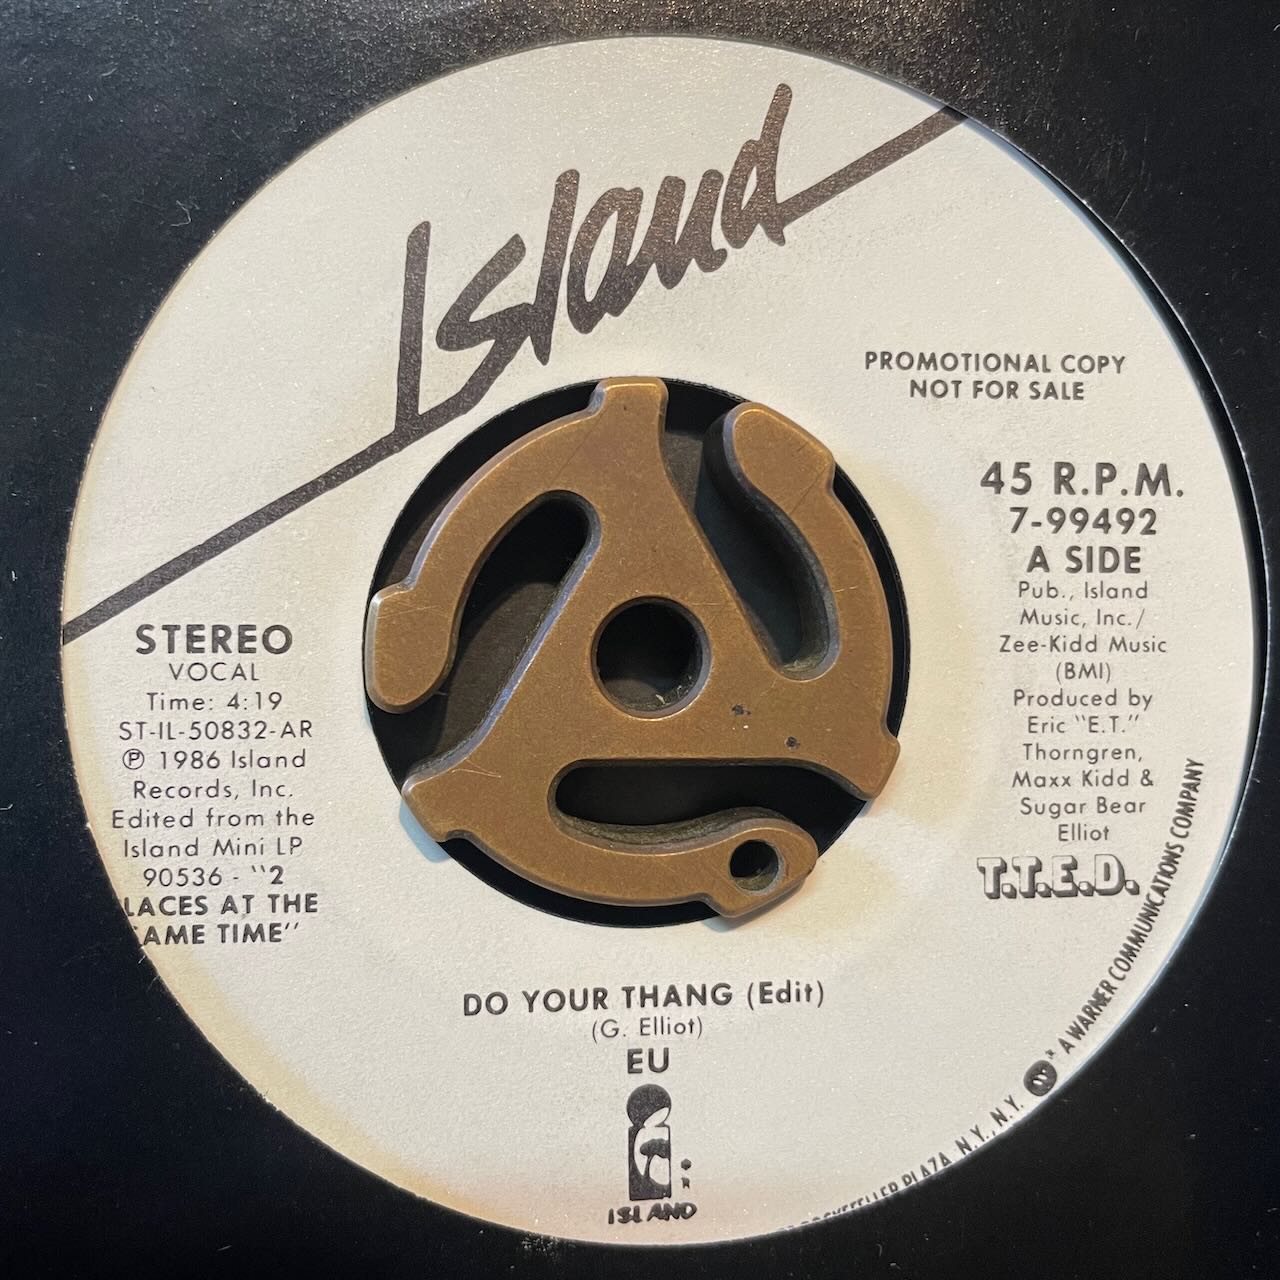 Island
PROMOTIONAL COPY
NOT FOR SALE
45 R.P.M.
7-99492
A SIDE
Pub., Island
Music, Inc./
Zee-Kidd Music
(BMI)
Produced by
Eric "E.T."
Thorngren,
Maxx Kidd &
Sugar Bear
Elliot
T.T.E.D.
STEREO
VOCAL
Time: 4:19
ST-IL-50832-AR
℗ 1986 Island
Records, Inc.
Edited from the
Island Mini LP
90536 - "2
LACES AT THE
AME TIME"
DO YOUR THANG (Edit)
(G. Elliot)
EU
ISLAND
PLAZA, N.Y., N.Y. A WARNER COMMUNICATIONS COMPANY